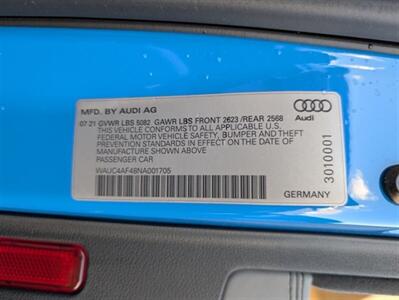 MFD. BY AUDI AG
07-21 GVWR LBS 5082 GAWR LBS FRONT 2623 /REAR 2568
THIS VEHICLE CONFORMS TO ALL APPLICABLE U.S.
FEDERAL MOTOR VEHICLE SAFETY, BUMPER AND THEFT
PREVENTION STANDARDS IN EFFECT ON THE DATE OF
MANUFACTURE SHOWN ABOVE
PASSENGER CAR
WAUC4AF48NA001705
Audi
3010001
GERMANY